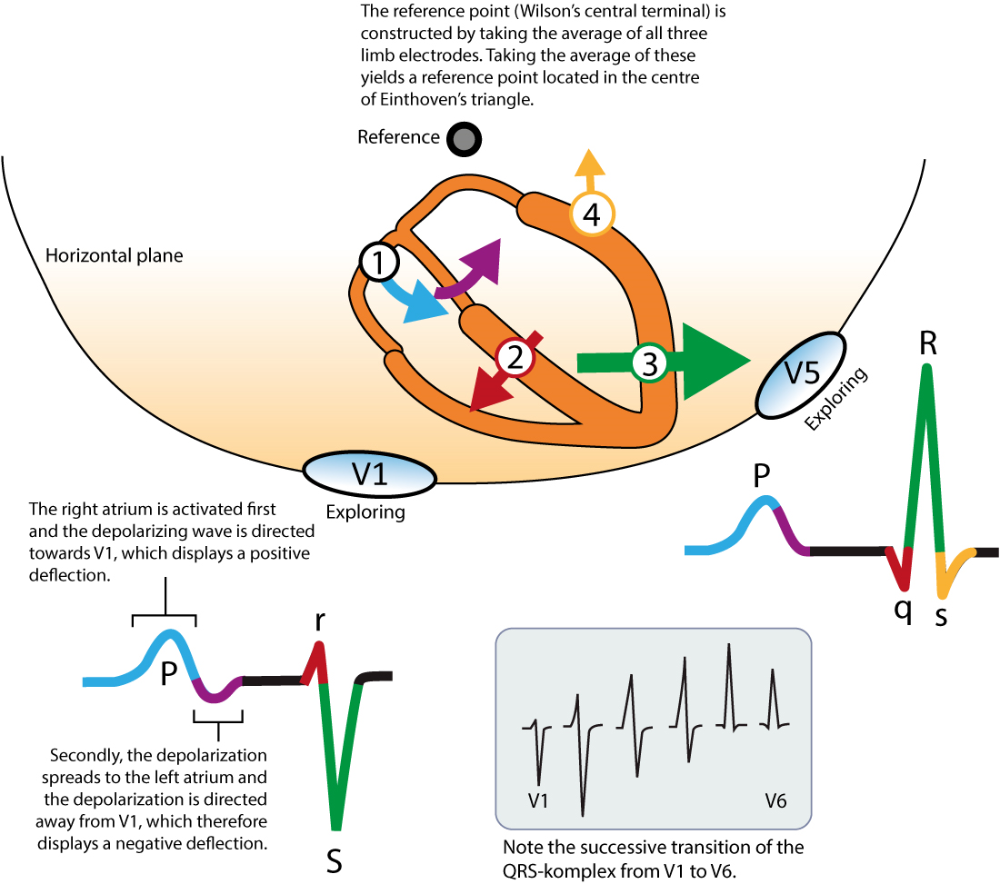 The reference point (Wilson’s central terminal) is
constructed by taking the average of all three
limb electrodes. Taking the average of these
yields a reference point located in the centre
of Einthoven’s triangle.
Reference
4
Horizontal plane
1
2
3
V5
Exploring
V1
Exploring
R
P
q
s
The right atrium is activated first
and the depolarizing wave is directed
towards V1, which displays a positive
deflection.
r
P
Secondly, the depolarization
spreads to the left atrium and
the depolarization is directed
away from V1, which therefore
displays a negative deflection.
S
V1
V6
Note the successive transition of the
QRS-komplex from V1 to V6.